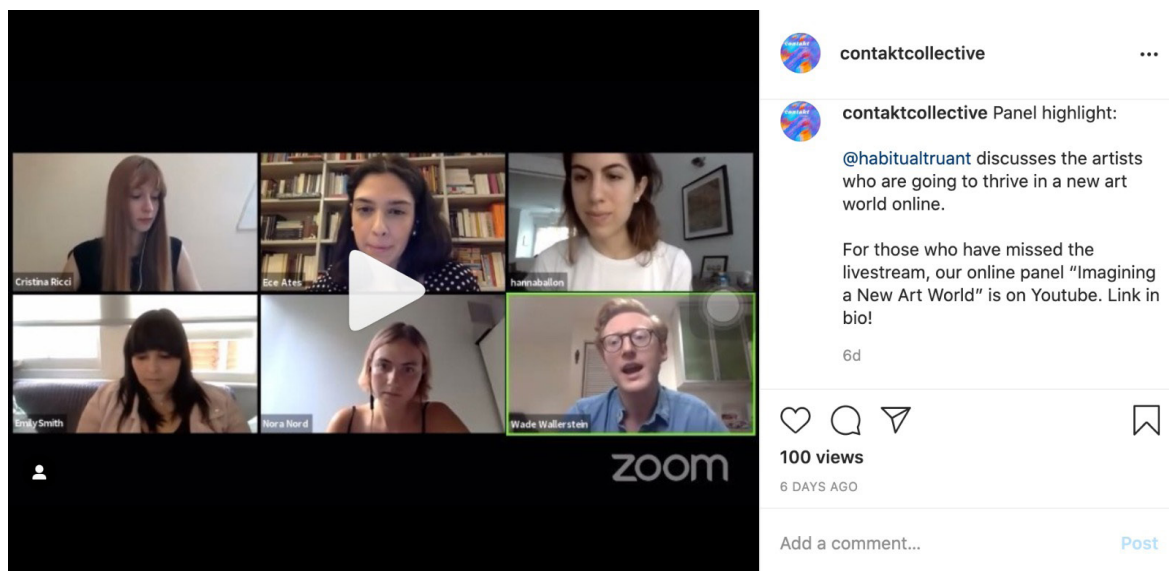 Cristina Ricci
Ece Ates
hannaballon
Emily Smith
Nora Nord
Wade Wallerstein
zoom
contakt
contaktcollective
contakt
contaktcollective Panel highlight:
@habitualtruant discusses the artists
who are going to thrive in a new art
world online.
For those who have missed the
livestream, our online panel “Imagining
a New Art World” is on Youtube. Link in
bio!
6d
100 views
6 DAYS AGO
Add a comment...
Post